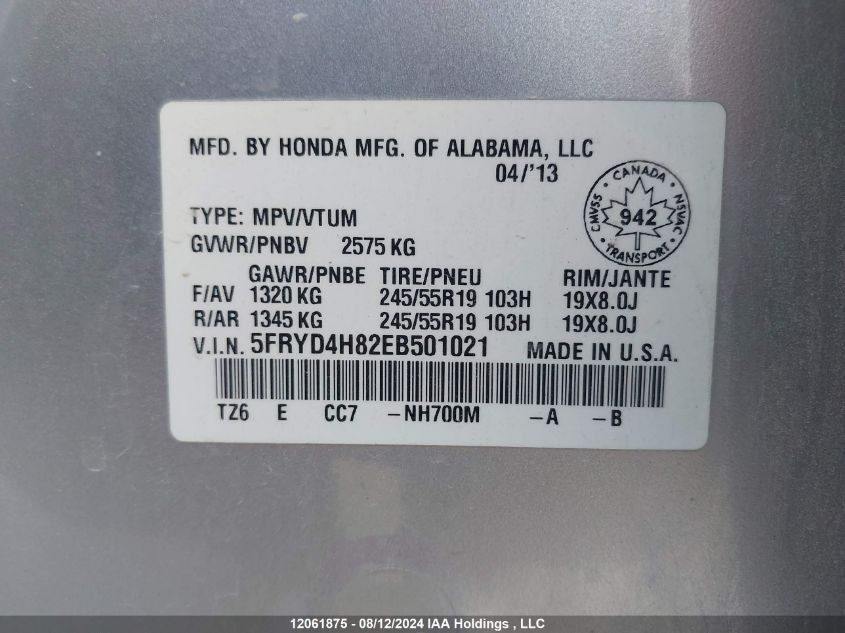 MFD. BY HONDA MFG. OF ALABAMA, LLC
04/'13
CANADA
CMVSS 942 NSVAC
TRANSPORT
TYPE: MPV/VTUM
GVWR/PNBV 2575 KG
GAWR/PNBE TIRE/PNEU RIM/JANTE
F/AV 1320 KG 245/55R19 103H 19X8.0J
R/AR 1345 KG 245/55R19 103H 19X8.0J
V.I.N. 5FRYD4H82EB501021 MADE IN U.S.A.
TZ6 E CC7 -NH700M -A -B
12061875 - 08/12/2024 IAA Holdings , LLC